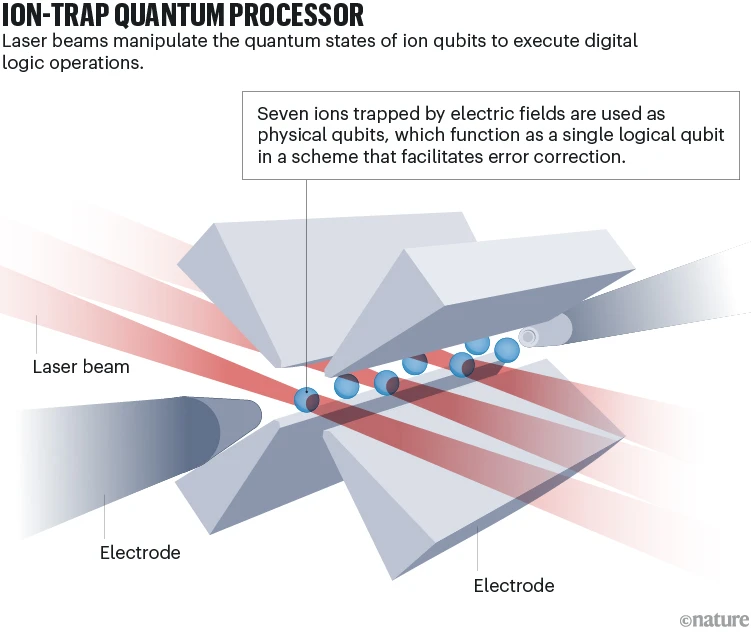 ION-TRAP QUANTUM PROCESSOR
Laser beams manipulate the quantum states of ion qubits to execute digital
logic operations.
Seven ions trapped by electric fields are used as
physical qubits, which function as a single logical qubit
in a scheme that facilitates error correction.
Laser beam
Electrode
Electrode
©nature